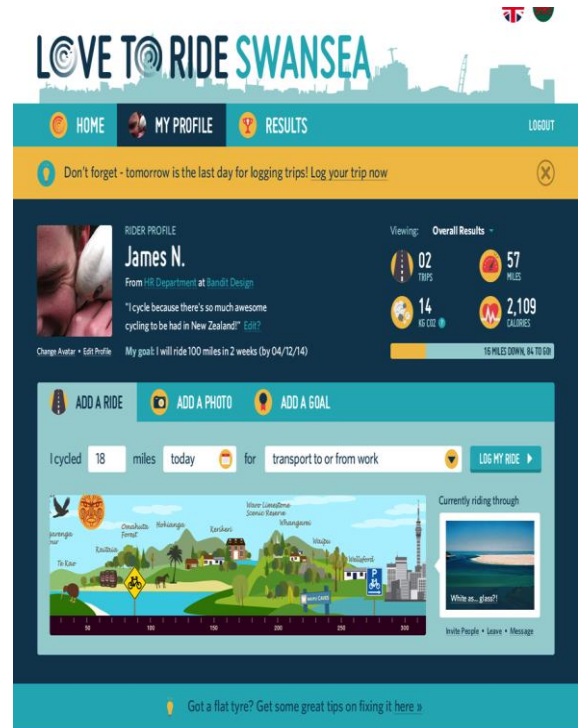 LOVE TO RIDE SWANSEA
HOME
MY PROFILE
RESULTS
LOGOUT
Don't forget - tomorrow is the last day for logging trips! Log your trip now
RIDER PROFILE
James N.
From HR Department at Bandit Design
"I cycle because there's so much awesome
cycling to be had in New Zealand!" Edit?
My goal: I will ride 100 miles in 2 weeks (by 04/12/14)
Change Avatar • Edit Profile
Viewing: Overall Results
02
TRIPS
57
MILES
14
KG CO2 ?
2,109
CALORIES
16 MILES DOWN, 84 TO GO!
ADD A RIDE
ADD A PHOTO
ADD A GOAL
I cycled 18 miles today for transport to or from work
LOG MY RIDE
Currently riding through
Omahuta
Forest
Hokianga
Kerikeri
Limestone
Scenic Reserve
Whangarei
Waipu
Wellsford
Kaitaia
Te Kao
CAVES
50 100 150 200 250 300
White as... glass?!
Invite People • Leave • Message
Got a flat tyre? Get some great tips on fixing it here »